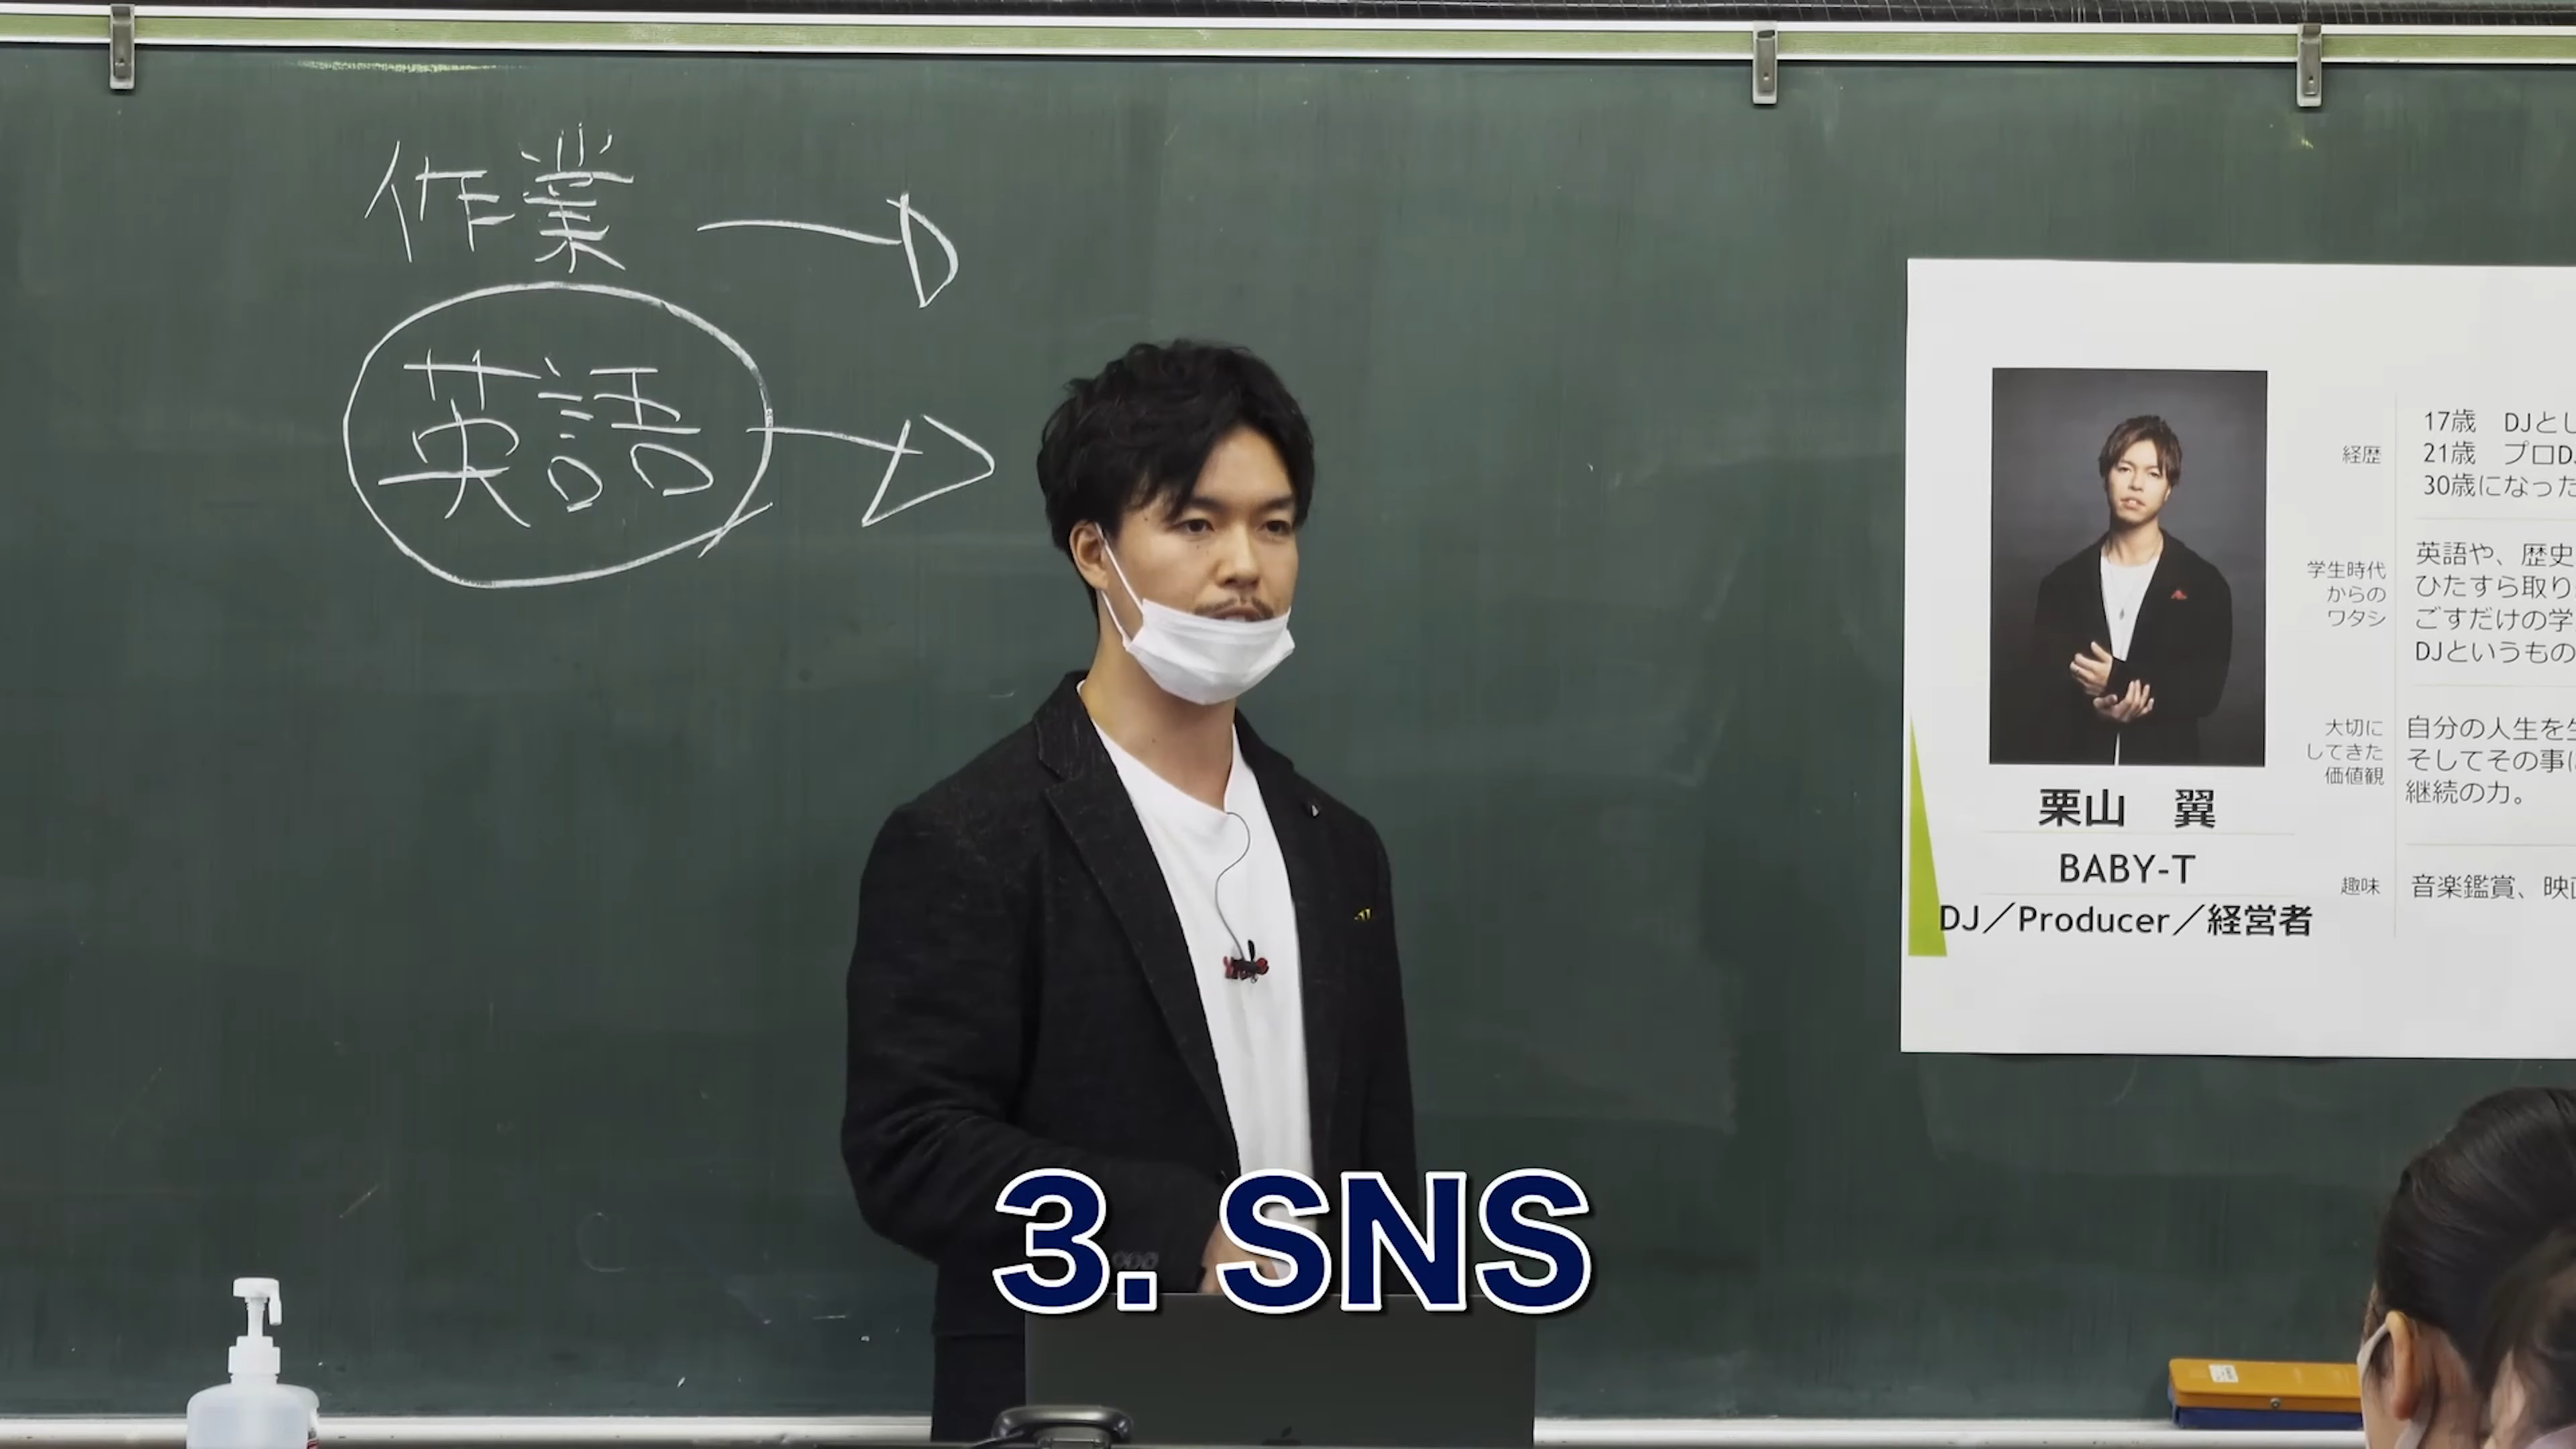 作業
英語
17歳 DJとし
経歴
21歳 プロD
30歳になった
英語や、歴史
学生時代
からの
ワタシ
ひたすら取り
ごすだけの学
DJというもの
大切に
してきた
価値観
自分の人生を
そしてその事
継続の力。
栗山 翼
BABY-T
DJ／Producer／経営者
趣味
音楽鑑賞、映
3. SNS